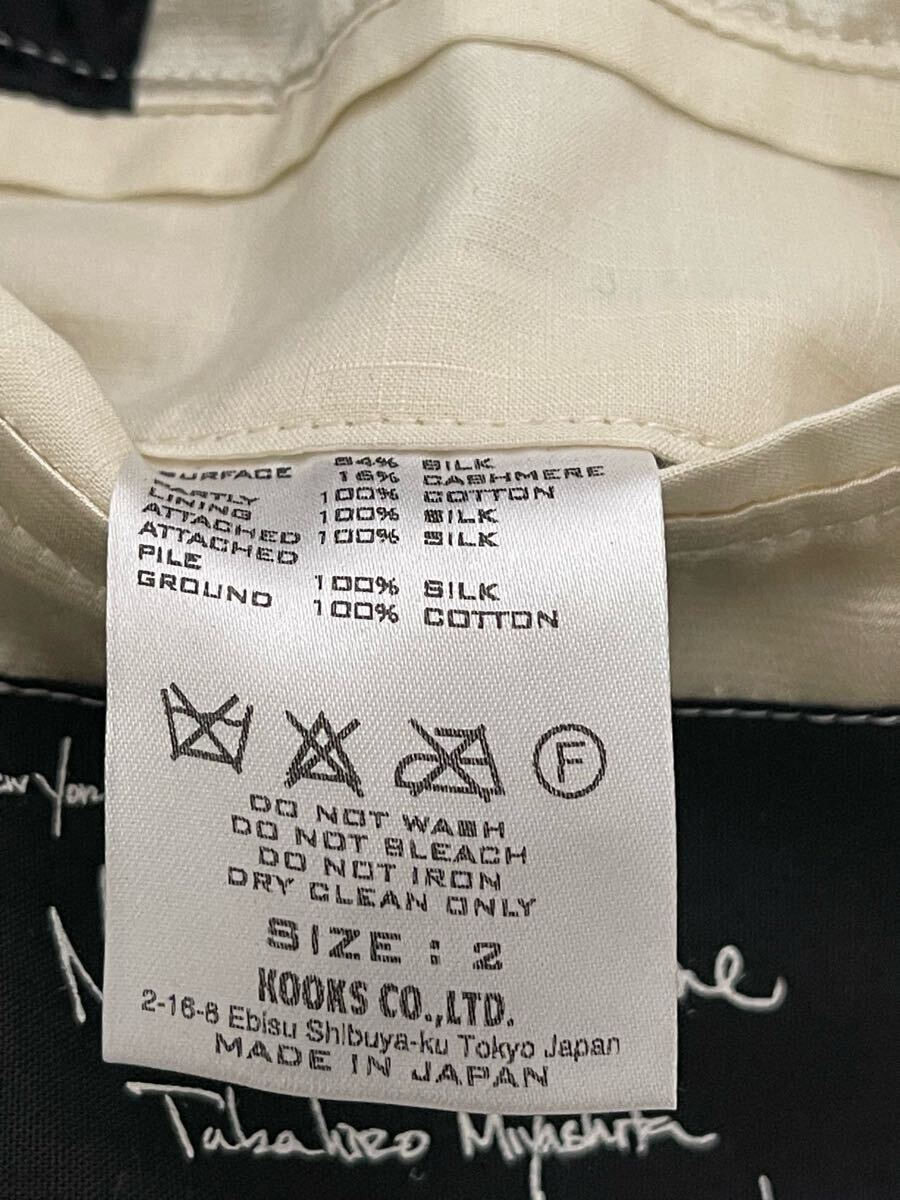 SURFACE 84% SILK
16% CASHMERE
PARTLY 100% COTTON
LINING 100% SILK
ATTACHED 100% SILK
ATTACHED
PILE 100% SILK
GROUND 100% COTTON
F
DO NOT WASH
DO NOT BLEACH
DO NOT IRON
DRY CLEAN ONLY
SIZE : 2
KOOKS CO.,LTD.
2-16-8 Ebisu Shibuya-ku Tokyo Japan
MADE IN JAPAN
Takahiro Miyashita